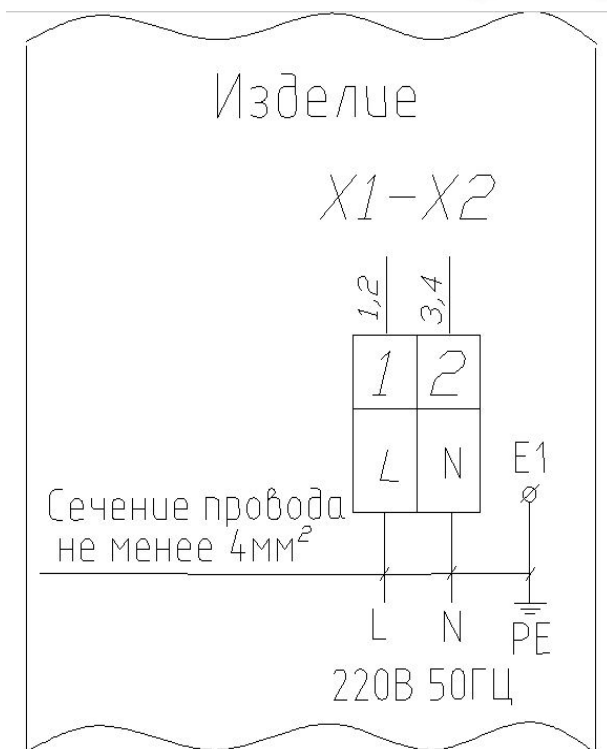 Изделие
X1-X2
1,2
3,4
1
2
L
N
E1
Сечение провода
не менее 4мм²
L
N
PE
220В 50ГЦ